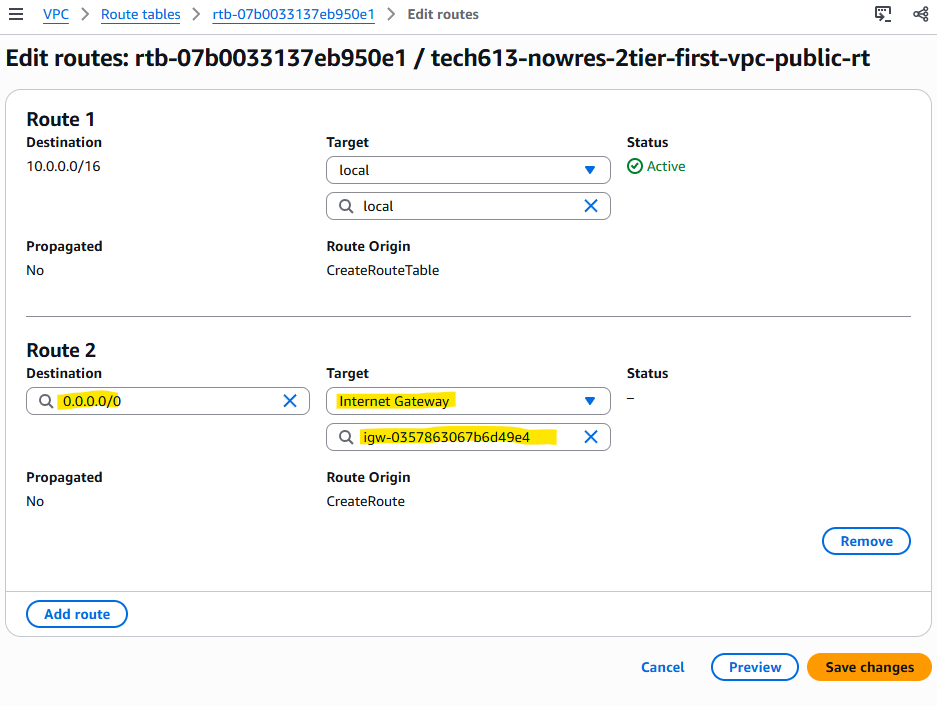 VPC > Route tables > rtb-07b0033137eb950e1 > Edit routes
Edit routes: rtb-07b0033137eb950e1 / tech613-nowres-2tier-first-vpc-public-rt
Route 1
Destination
10.0.0.0/16
Target
local
local
Status
Active
Propagated
No
Route Origin
CreateRouteTable
Route 2
Destination
0.0.0.0/0
Target
Internet Gateway
igw-0357863067b6d49e4
Status
–
Propagated
No
Route Origin
CreateRoute
Remove
Add route
Cancel
Preview
Save changes